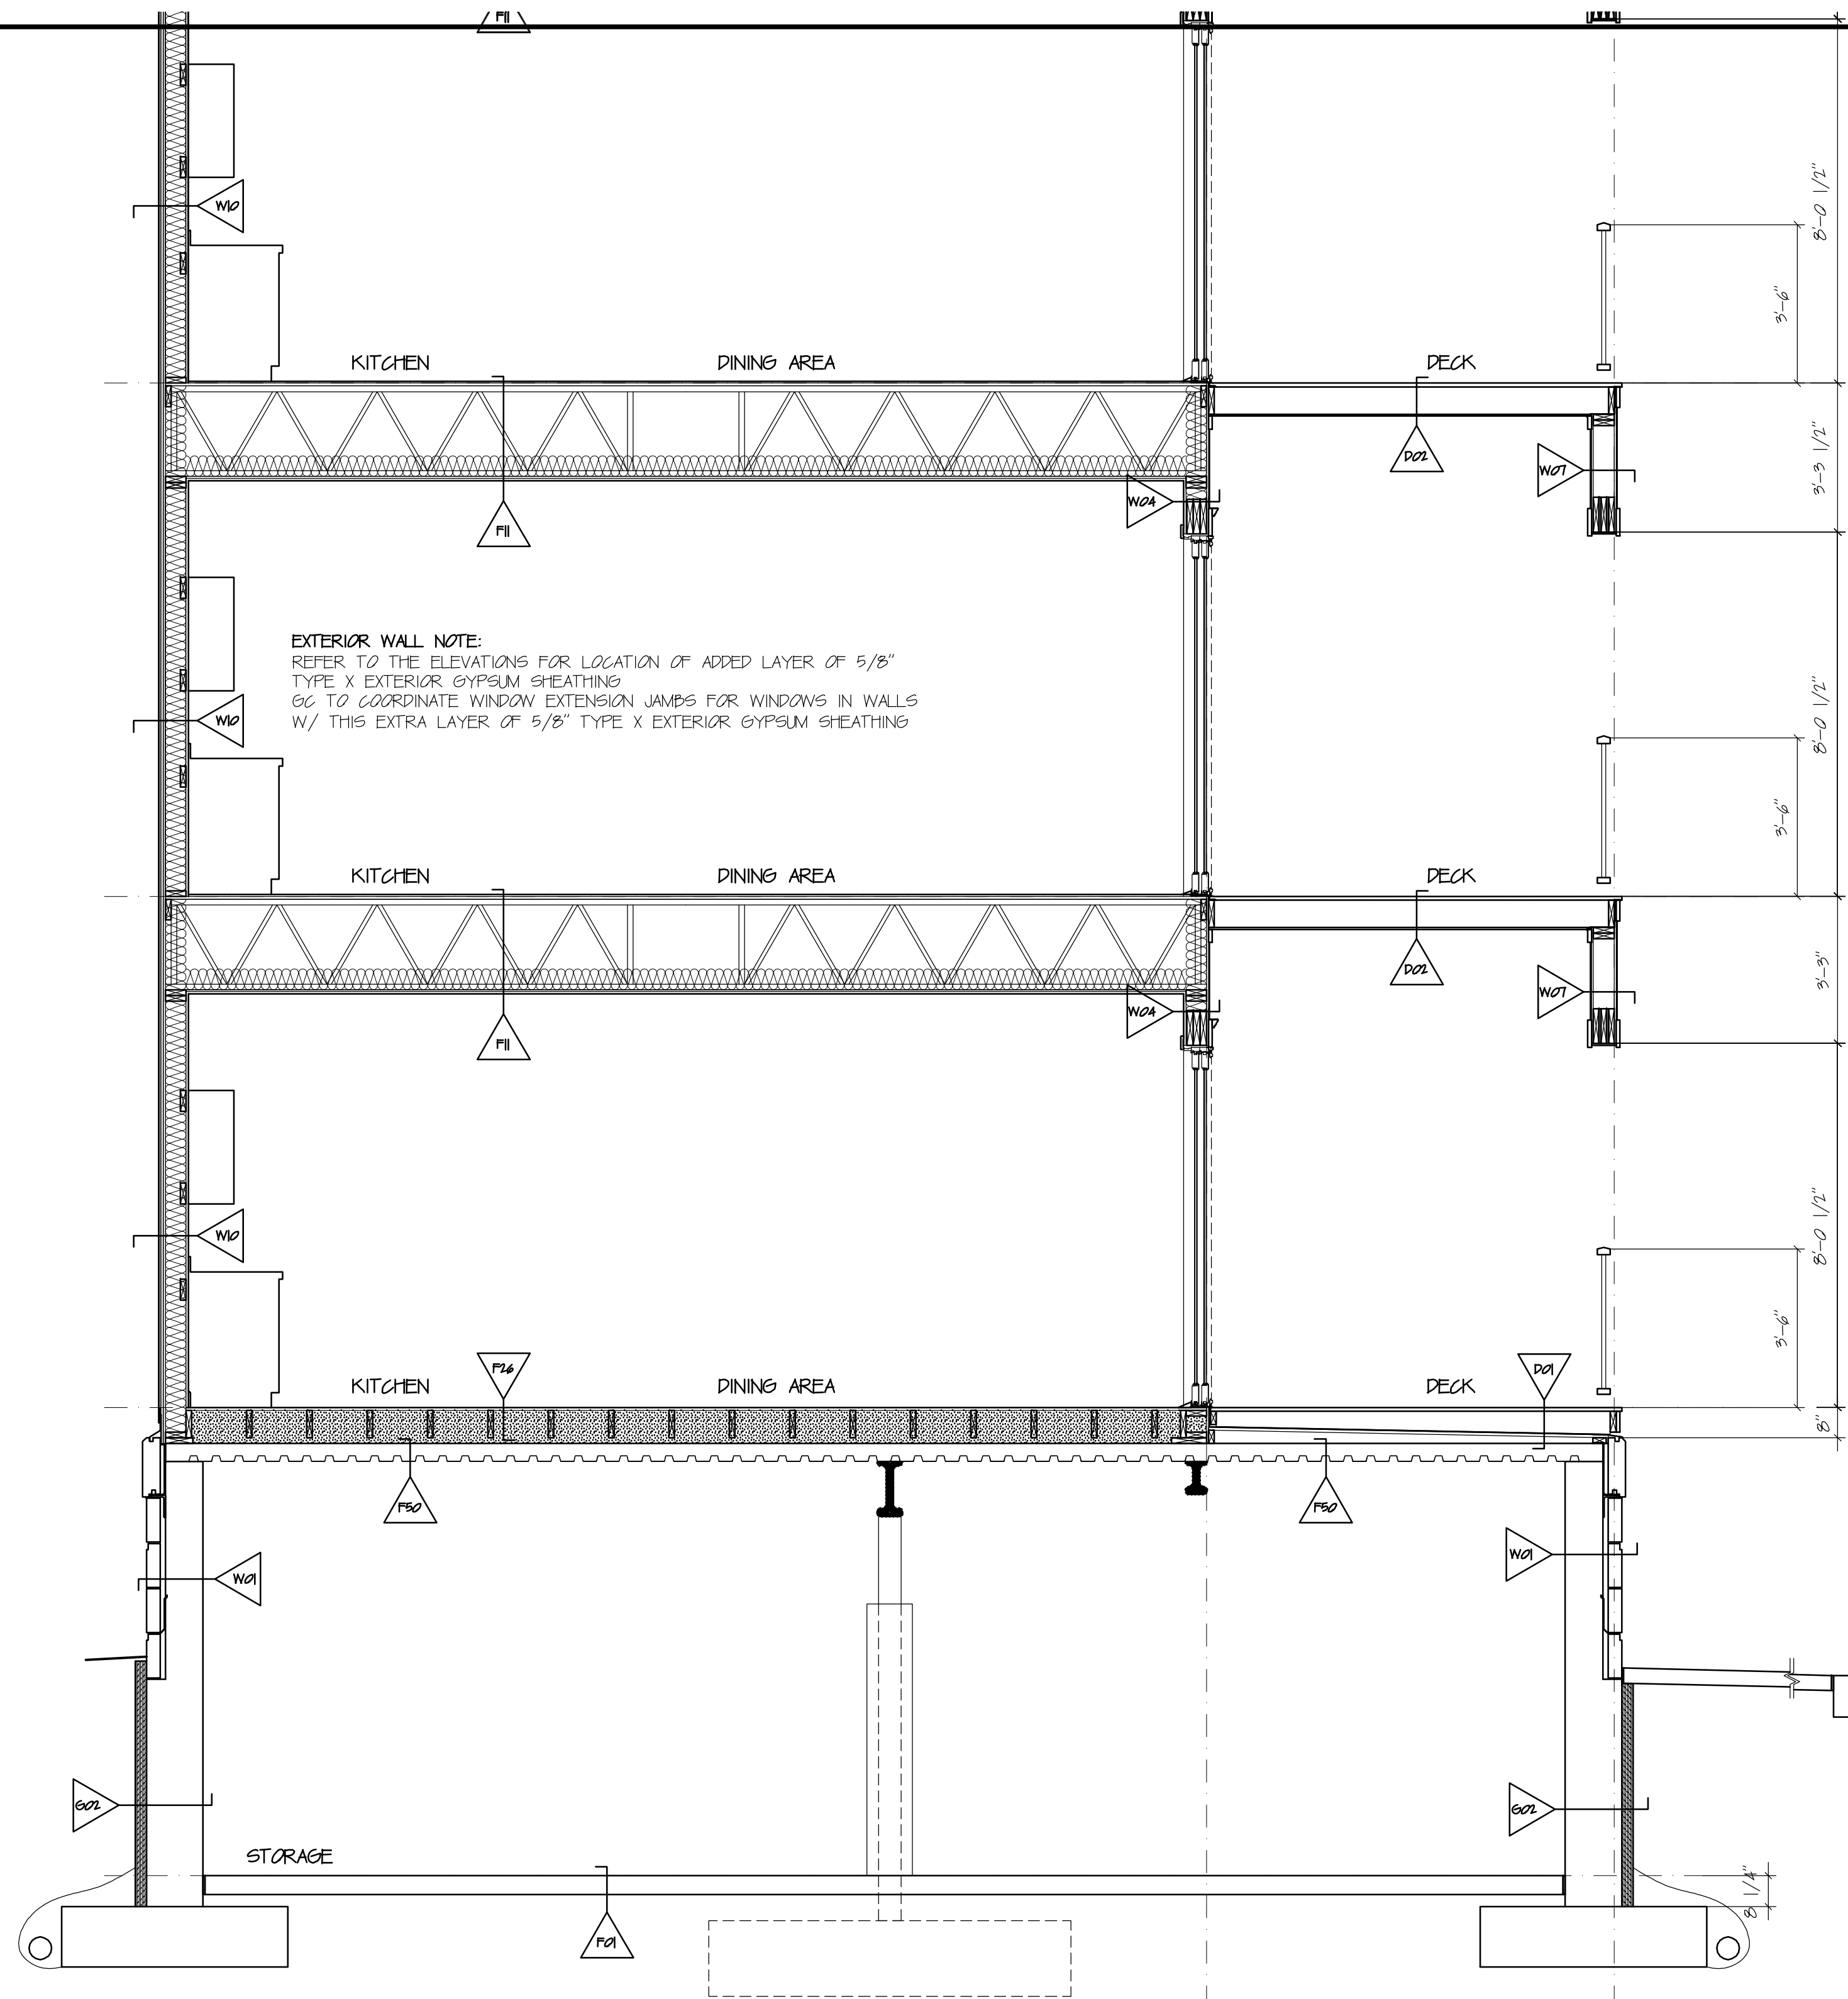 F11
W10
8'-0 1/2"
3'-6"
KITCHEN DINING AREA DECK
D02
3'-3 1/2"
W07
W04
F11
EXTERIOR WALL NOTE:
REFER TO THE ELEVATIONS FOR LOCATION OF ADDED LAYER OF 5/8"
TYPE X EXTERIOR GYPSUM SHEATHING
GC TO COORDINATE WINDOW EXTENSION JAMBS FOR WINDOWS IN WALLS
W/ THIS EXTRA LAYER OF 5/8" TYPE X EXTERIOR GYPSUM SHEATHING
W10
8'-0 1/2"
3'-6"
KITCHEN DINING AREA DECK
D02
3'-3"
W07
W04
F11
W10
8'-0 1/2"
3'-6"
F26
D01
KITCHEN DINING AREA DECK
8"
F50
F50
W01
W01
G02
G02
STORAGE
8 1/4"
F01